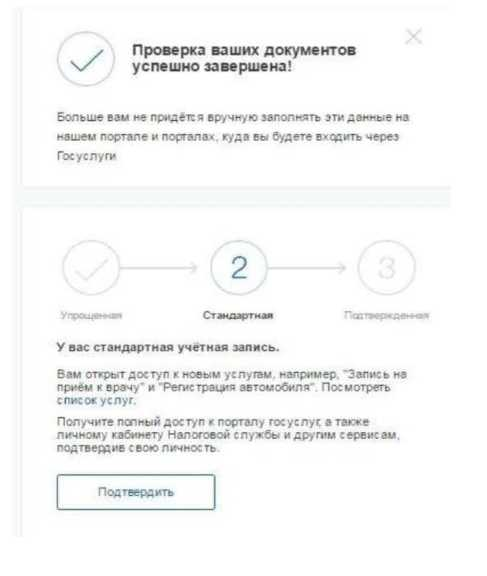 Проверка ваших документов
успешно завершена!
Больше вам не придётся вручную заполнять эти данные на
нашем портале и порталах, куда вы будете входить через
Госуслуги
2
3
Упрощенная
Стандартная
Подтвержденная
У вас стандартная учётная запись.
Вам открыт доступ к новым услугам, например, "Запись на
приём к врачу" и "Регистрация автомобиля". Посмотреть
список услуг.
Получите полный доступ к порталу госуслуг, а также
личному кабинету Налоговой службы и другим сервисам,
подтвердив свою личность.
Подтвердить